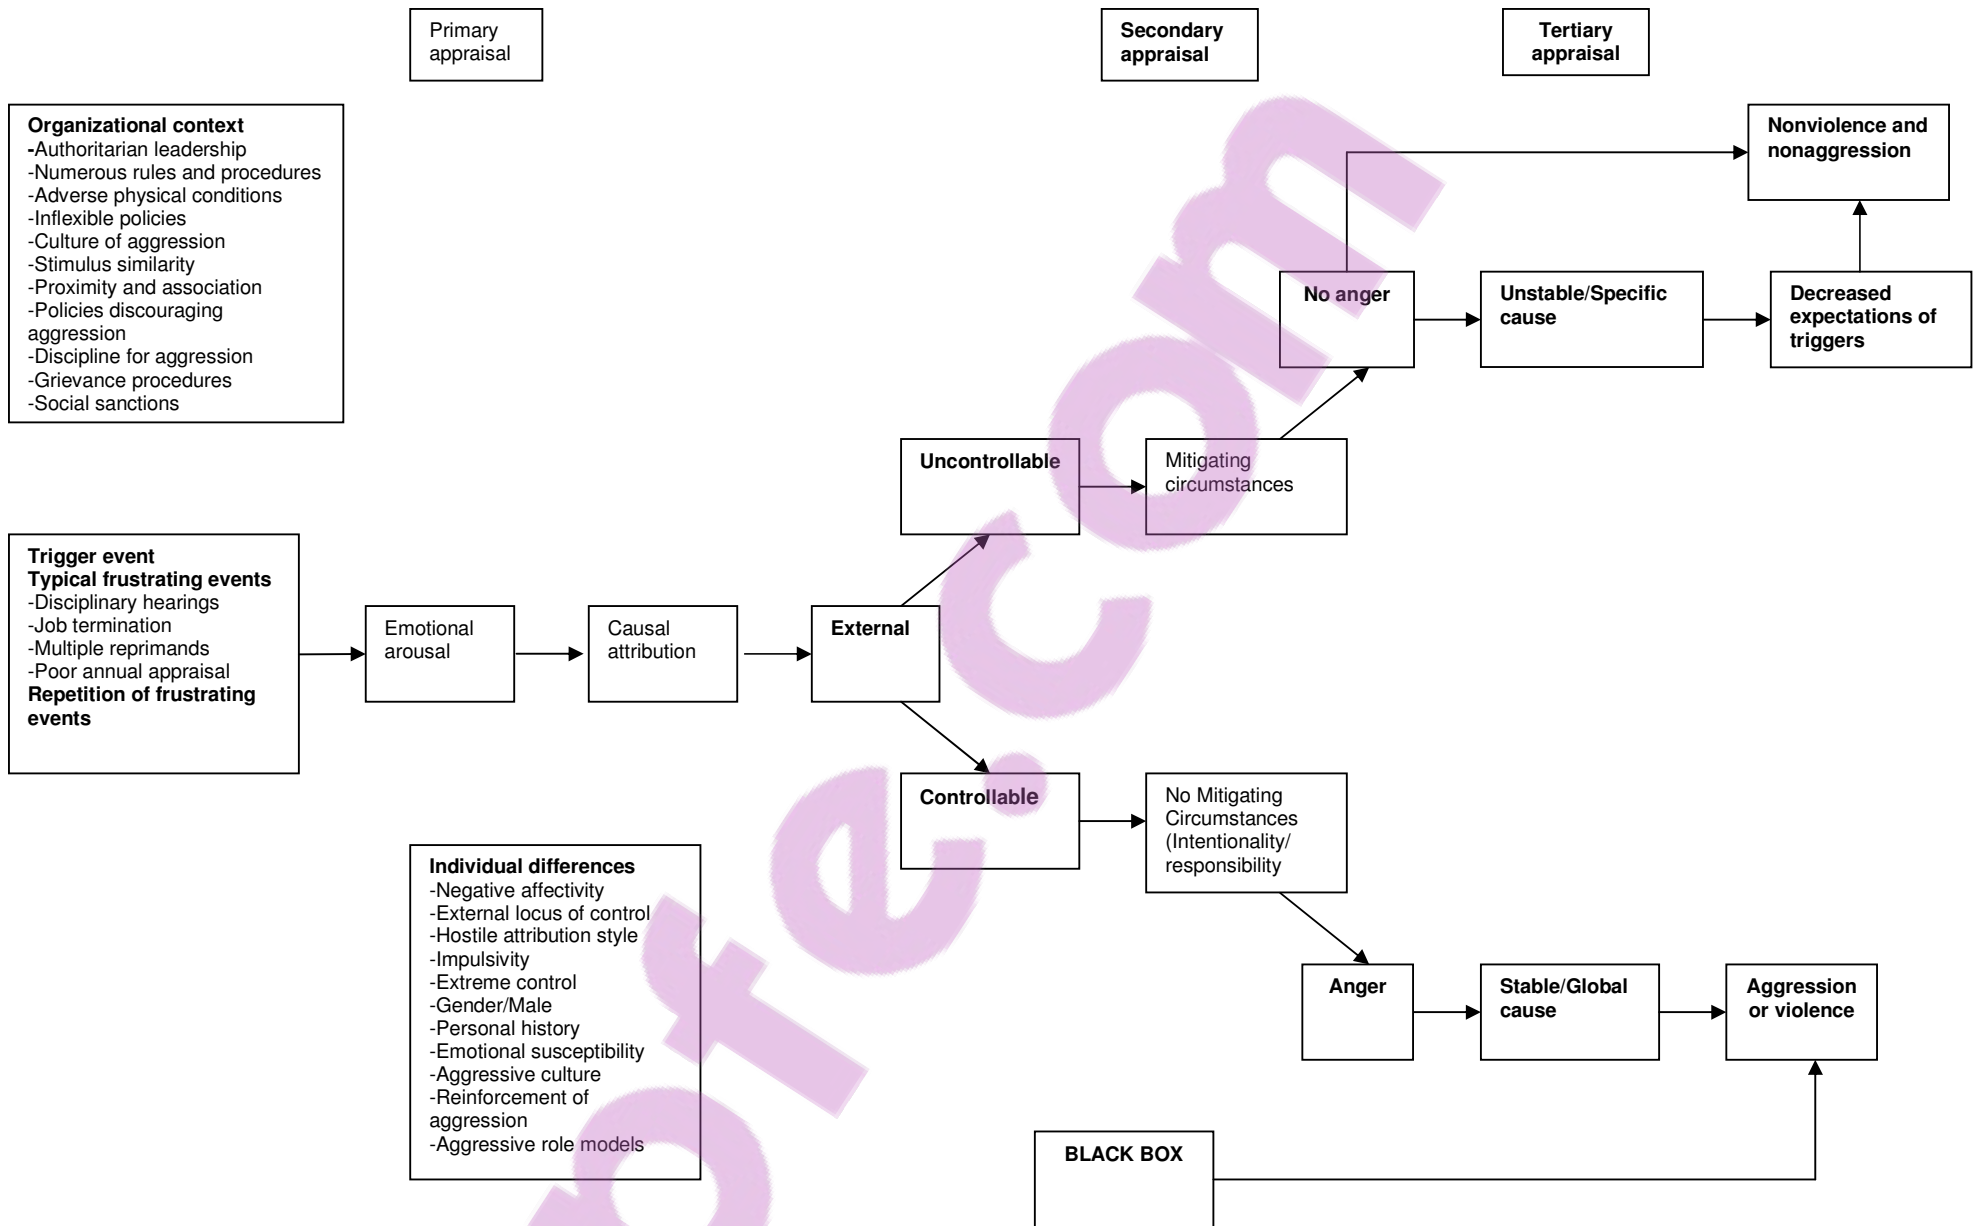 Primary
appraisal
Secondary
appraisal
Tertiary
appraisal
Organizational context
-Authoritarian leadership
-Numerous rules and procedures
-Adverse physical conditions
-Inflexible policies
-Culture of aggression
-Stimulus similarity
-Proximity and association
-Policies discouraging
aggression
-Discipline for aggression
-Grievance procedures
-Social sanctions
Nonviolence and
nonaggression
No anger
Unstable/Specific
cause
Decreased
expectations of
triggers
Uncontrollable
Mitigating
circumstances
Trigger event
Typical frustrating events
-Disciplinary hearings
-Job termination
-Multiple reprimands
-Poor annual appraisal
Repetition of frustrating
events
Emotional
arousal
Causal
attribution
External
Controllable
No Mitigating
Circumstances
(Intentionality/
responsibility
Individual differences
-Negative affectivity
-External locus of control
-Hostile attribution style
-Impulsivity
-Extreme control
-Gender/Male
-Personal history
-Emotional susceptibility
-Aggressive culture
-Reinforcement of
aggression
-Aggressive role models
Anger
Stable/Global
cause
Aggression
or violence
BLACK BOX